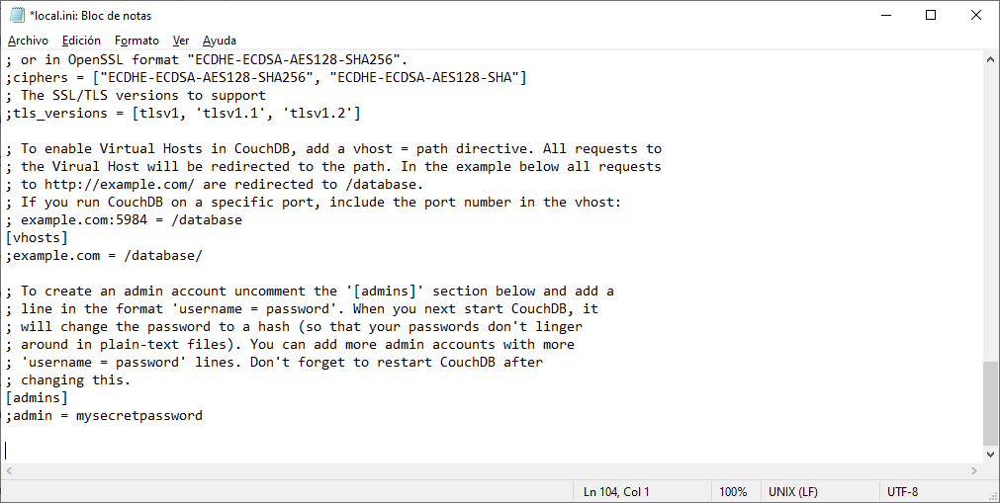 *local.ini: Bloc de notas
Archivo Edición Formato Ver Ayuda
; or in OpenSSL format "ECDHE-ECDSA-AES128-SHA256".
;ciphers = ["ECDHE-ECDSA-AES128-SHA256", "ECDHE-ECDSA-AES128-SHA"]
; The SSL/TLS versions to support
;tls_versions = [tlsv1, 'tlsv1.1', 'tlsv1.2']
; To enable Virtual Hosts in CouchDB, add a vhost = path directive. All requests to
; the Virual Host will be redirected to the path. In the example below all requests
; to http://example.com/ are redirected to /database.
; If you run CouchDB on a specific port, include the port number in the vhost:
; example.com:5984 = /database
[vhosts]
;example.com = /database/
; To create an admin account uncomment the '[admins]' section below and add a
; line in the format 'username = password'. When you next start CouchDB, it
; will change the password to a hash (so that your passwords don't linger
; around in plain-text files). You can add more admin accounts with more
; 'username = password' lines. Don't forget to restart CouchDB after
; changing this.
[admins]
;admin = mysecretpassword
Ln 104, Col 1 100% UNIX (LF) UTF-8